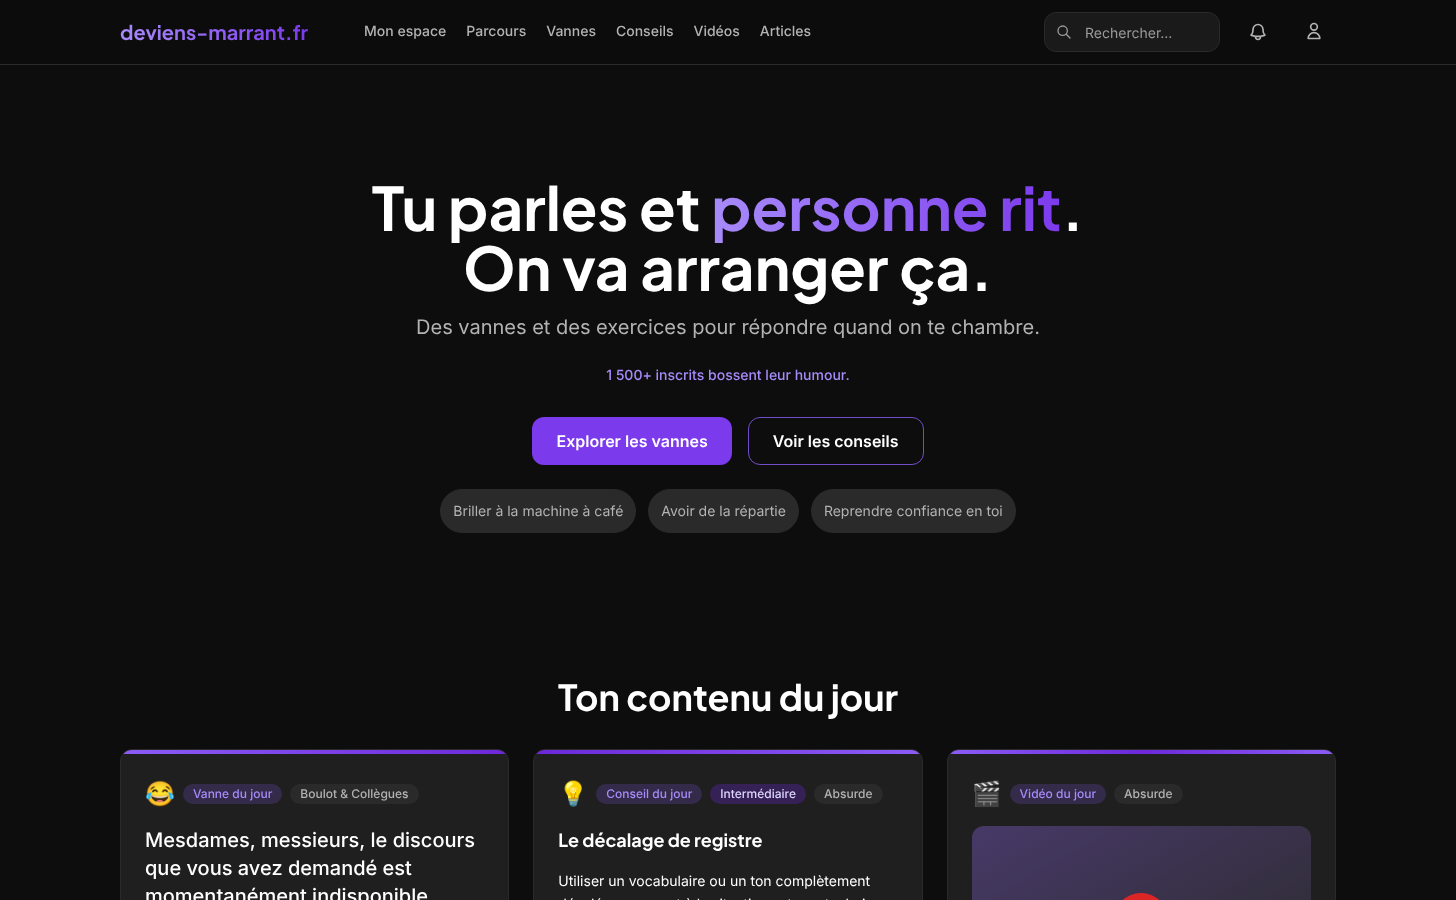 deviens-marrant.fr
Mon espace
Parcours
Vannes
Conseils
Vidéos
Articles
Rechercher...
Tu parles et personne rit.
On va arranger ça.
Des vannes et des exercices pour répondre quand on te chambre.
1 500+ inscrits bossent leur humour.
Explorer les vannes
Voir les conseils
Briller à la machine à café
Avoir de la répartie
Reprendre confiance en toi
Ton contenu du jour
Vanne du jour
Boulot & Collègues
Mesdames, messieurs, le discours
que vous avez demandé est
momentanément indisponible
Conseil du jour
Intermédiaire
Absurde
Le décalage de registre
Utiliser un vocabulaire ou un ton complètement
Vidéo du jour
Absurde